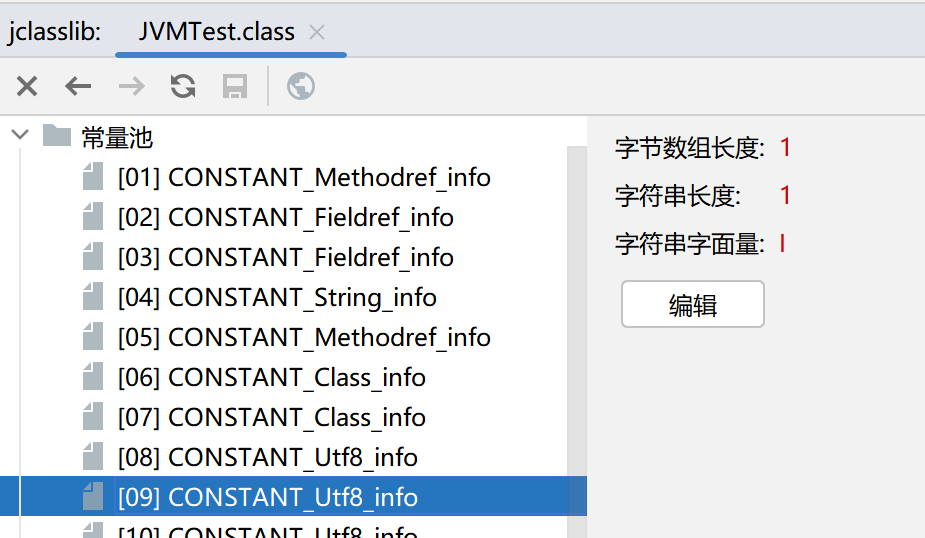 jclasslib: JVMTest.class
常量池
[01] CONSTANT_Methodref_info
[02] CONSTANT_Fieldref_info
[03] CONSTANT_Fieldref_info
[04] CONSTANT_String_info
[05] CONSTANT_Methodref_info
[06] CONSTANT_Class_info
[07] CONSTANT_Class_info
[08] CONSTANT_Utf8_info
[09] CONSTANT_Utf8_info
[10] CONSTANT_Utf8_info
字节数组长度: 1
字符串长度: 1
字符串字面量: I
编辑